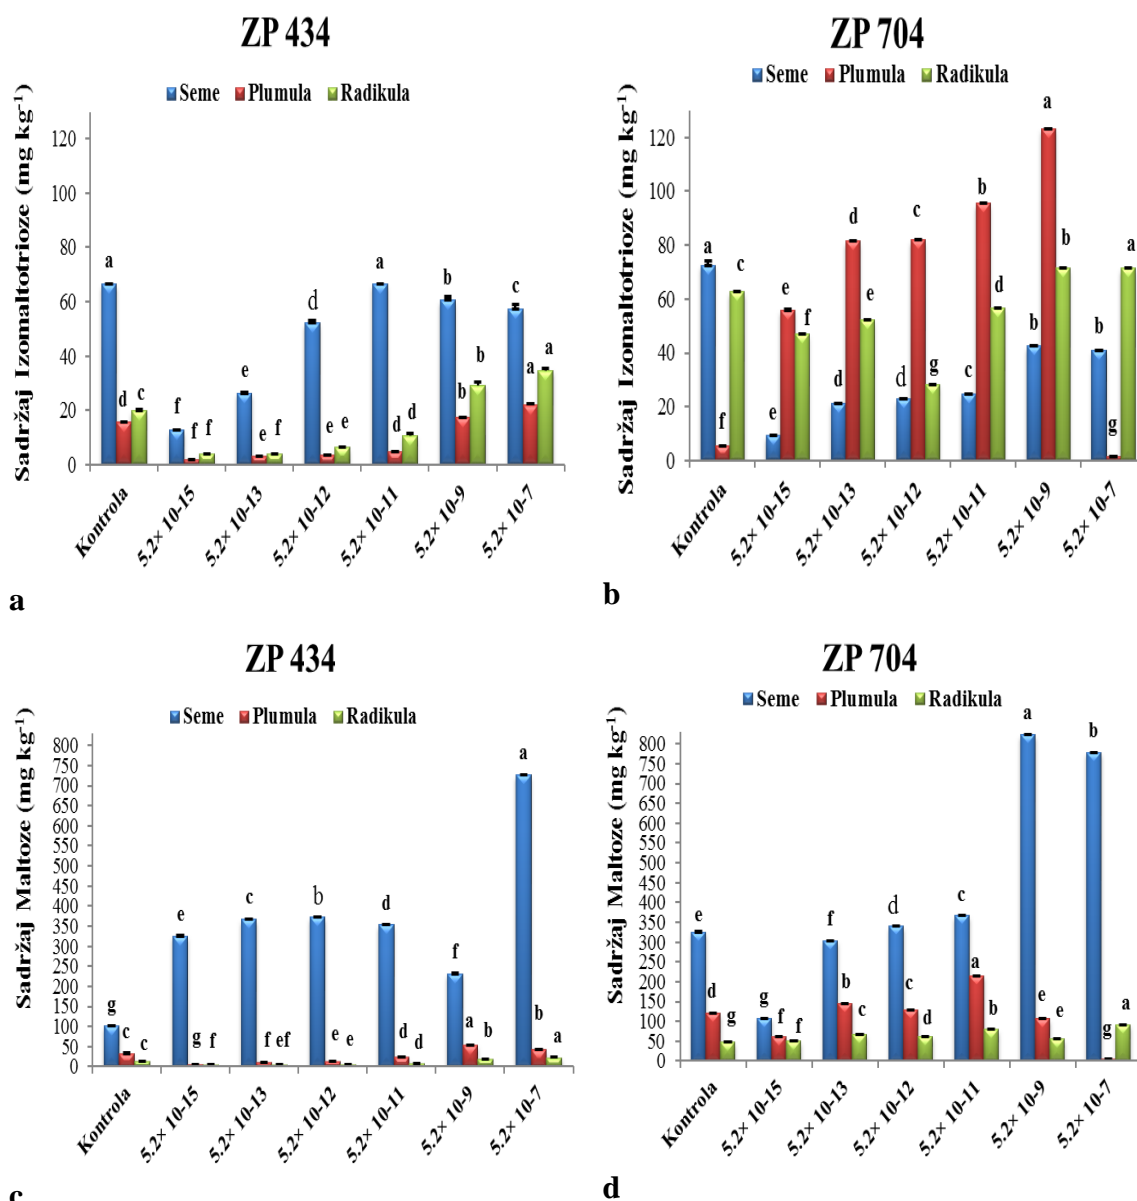 ZP 434
Seme Plumula Radikula
Sadržaj Izomaltotrioze (mg kg⁻¹)
120
100
80
60
40
20
0
a d c
f f f
e e f
d e e
a d d
b b b
c a a
Kontrola
5.2× 10-15
5.2× 10-13
5.2× 10-12
5.2× 10-11
5.2× 10-9
5.2× 10-7
a
ZP 704
Seme Plumula Radikula
Sadržaj Izomaltotrioze (mg kg⁻¹)
120
100
80
60
40
20
0
a f c
e e f
d d e
d c g
c b d
b a b
b g a
Kontrola
5.2× 10-15
5.2× 10-13
5.2× 10-12
5.2× 10-11
5.2× 10-9
5.2× 10-7
b
ZP 434
Seme Plumula Radikula
Sadržaj Maltoze (mg kg⁻¹)
800
750
700
650
600
550
500
450
400
350
300
250
200
150
100
50
0
g c c
e g f
c f ef
b e e
d d d
f a b
a b a
Kontrola
5.2× 10-15
5.2× 10-13
5.2× 10-12
5.2× 10-11
5.2× 10-9
5.2× 10-7
c
ZP 704
Seme Plumula Radikula
Sadržaj Maltoze (mg kg⁻¹)
800
750
700
650
600
550
500
450
400
350
300
250
200
150
100
50
0
e d g
g f f
f b c
d c d
c a b
a e e
b g a
Kontrola
5.2× 10-15
5.2× 10-13
5.2× 10-12
5.2× 10-11
5.2× 10-9
5.2× 10-7
d